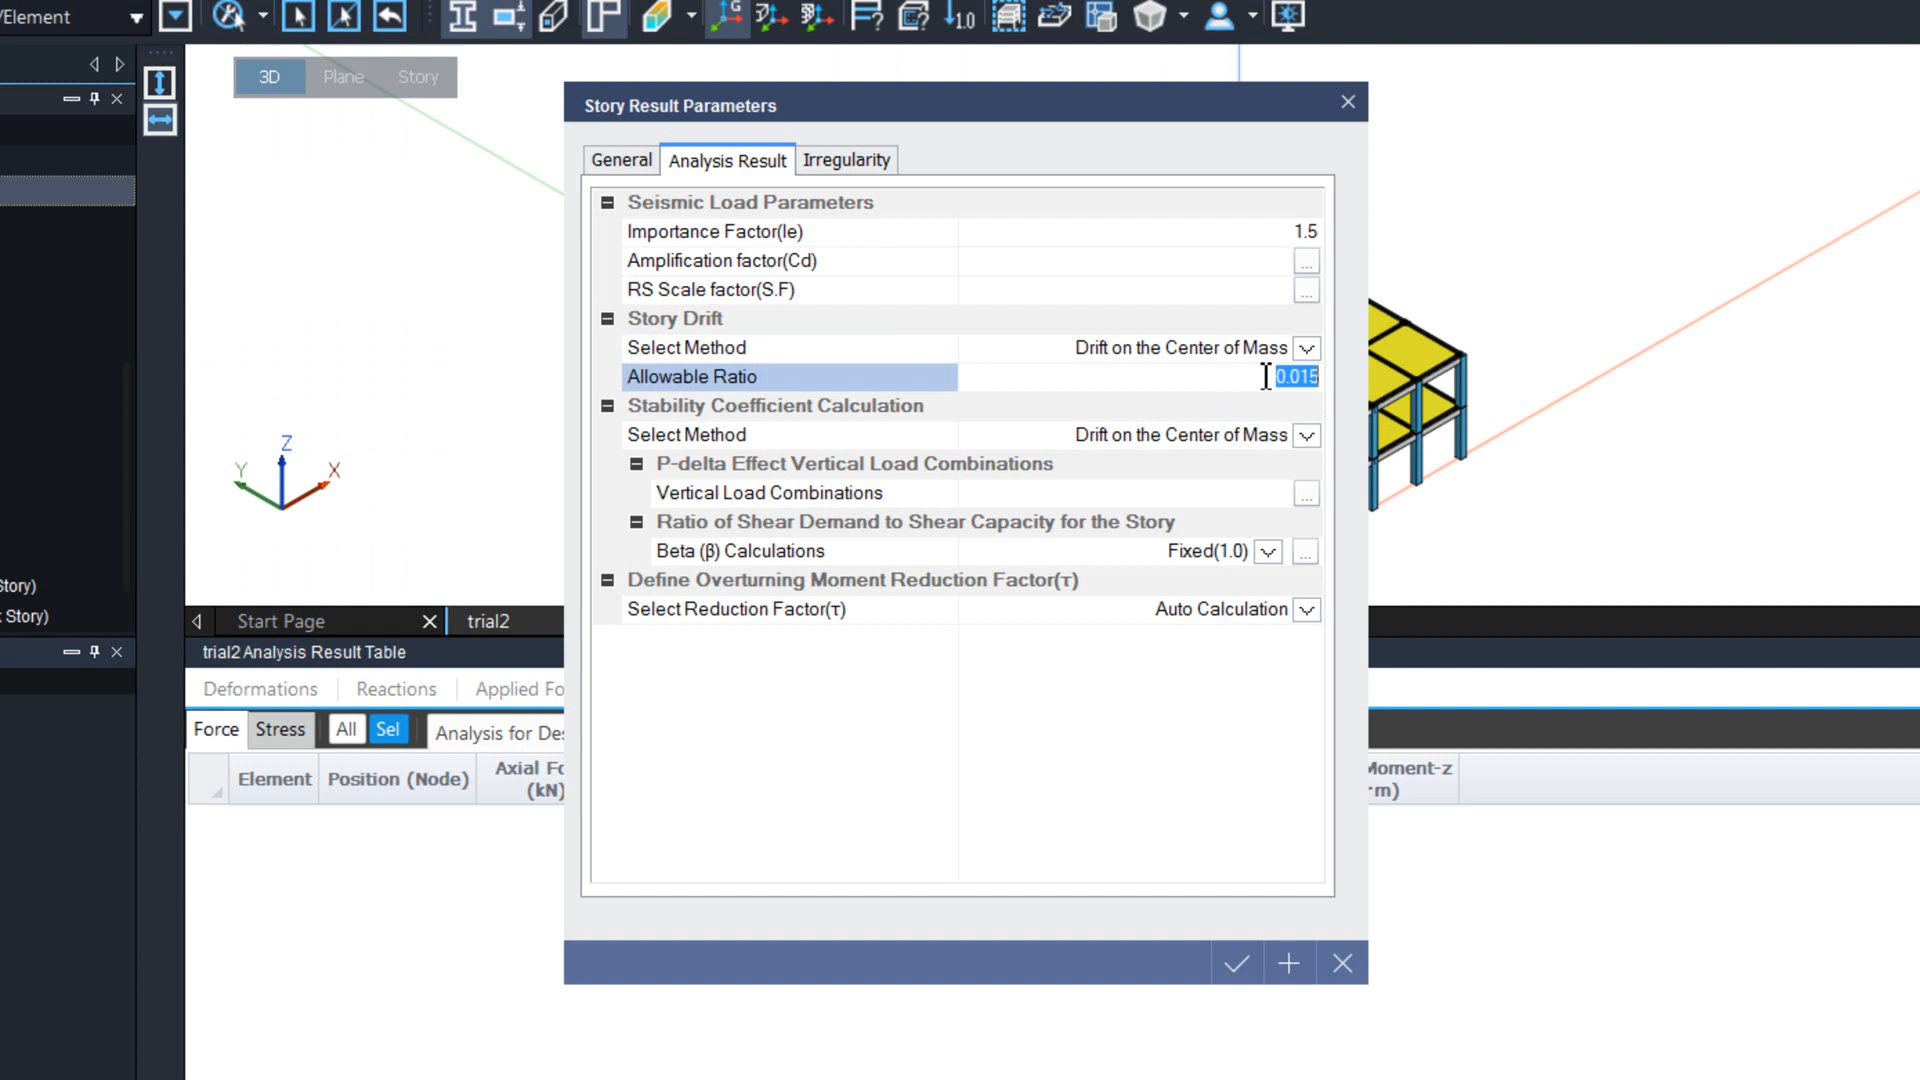 /Element
1.0
G
3D Plane Story
Story Result Parameters
General Analysis Result Irregularity
Seismic Load Parameters
Importance Factor(Ie) 1.5
Amplification factor(Cd) ...
RS Scale factor(S.F) ...
Story Drift
Select Method Drift on the Center of Mass
Allowable Ratio 0.015
Stability Coefficient Calculation
Select Method Drift on the Center of Mass
P-delta Effect Vertical Load Combinations
Vertical Load Combinations ...
Ratio of Shear Demand to Shear Capacity for the Story
Beta (β) Calculations Fixed(1.0) ...
Define Overturning Moment Reduction Factor(τ)
Select Reduction Factor(τ) Auto Calculation
Z
Y X
Story)
k Story)
Start Page trial2
trial2 Analysis Result Table
Deformations Reactions Applied Fo
Force Stress All Sel Analysis for Des
Element Position (Node) Axial Fo
(kN)
Moment-z
·m)